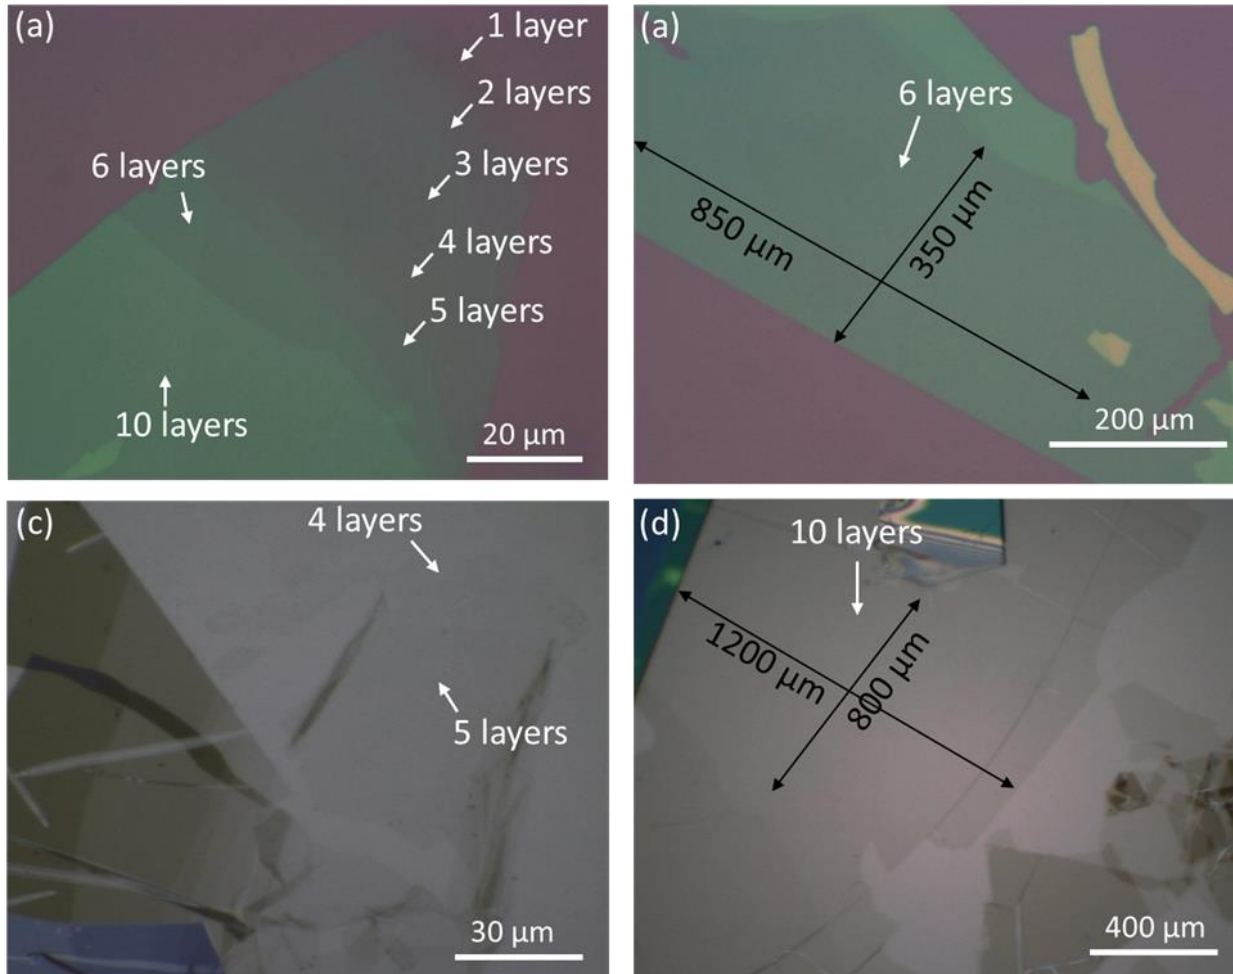 (a)
1 layer
2 layers
3 layers
6 layers
4 layers
5 layers
10 layers
20 μm
(a)
6 layers
850 μm
350 μm
200 μm
(c)
4 layers
5 layers
30 μm
(d)
10 layers
1200 μm
800 μm
400 μm